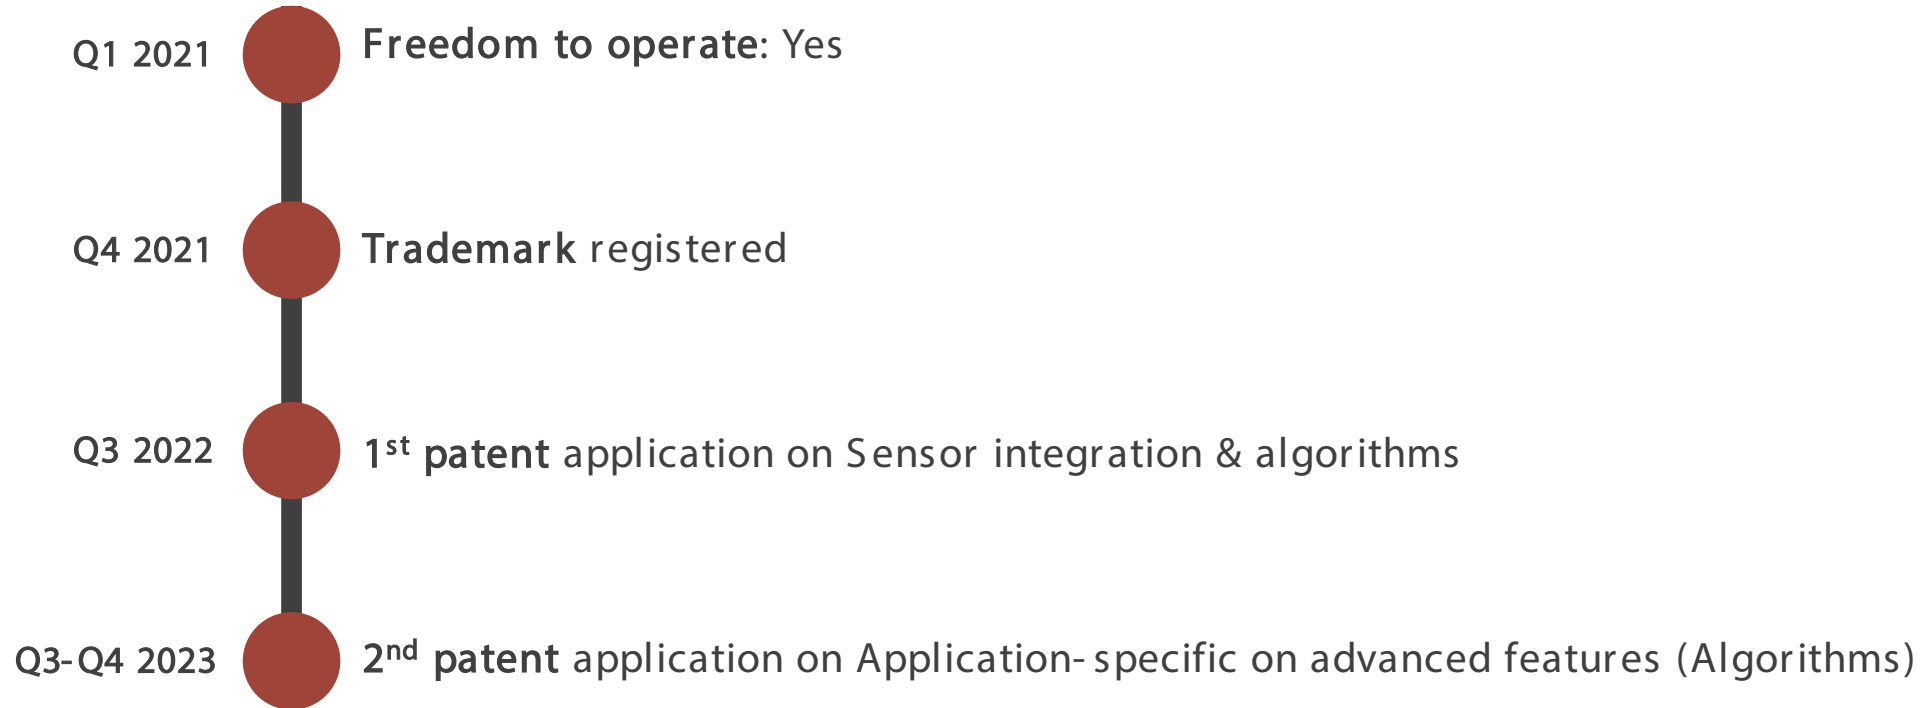 Q1 2021 Freedom to operate: Yes
Q4 2021 Trademark registered
Q3 2022 1st patent application on Sensor integration & algorithms
Q3-Q4 2023 2nd patent application on Application-specific on advanced features (Algorithms)